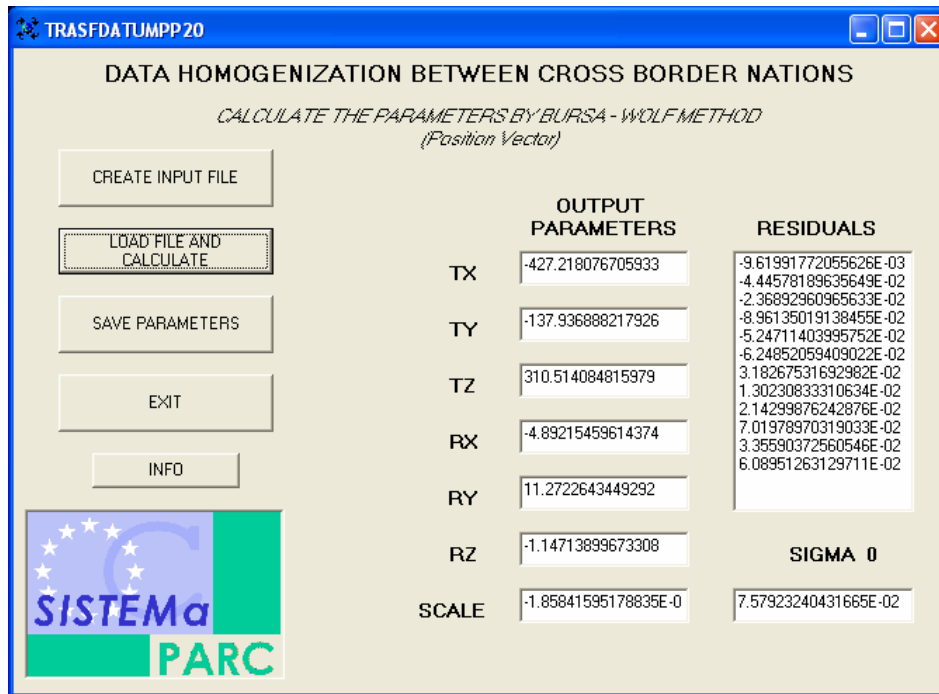 TRASFDATUMPP20
DATA HOMOGENIZATION BETWEEN CROSS BORDER NATIONS
CALCULATE THE PARAMETERS BY BURSA - WOLF METHOD
(Position Vector)
CREATE INPUT FILE
LOAD FILE AND
CALCULATE
SAVE PARAMETERS
EXIT
INFO
C
SISTEMa
PARC
OUTPUT
PARAMETERS
TX
-427.218076705933
TY
-137.936888217926
TZ
310.514084815979
RX
-4.89215459614374
RY
11.2722643449292
RZ
-1.14713899673308
SCALE
-1.85841595178835E-0
RESIDUALS
-9.61991772055626E-03
-4.44578189635649E-02
-2.36892960965633E-02
-8.96135019138455E-02
-5.24711403995752E-02
-6.24852059409022E-02
3.18267531692982E-02
1.30230833310634E-02
2.14299876242876E-02
7.01978970319033E-02
3.35590372560546E-02
6.08951263129711E-02
SIGMA 0
7.57923240431665E-02